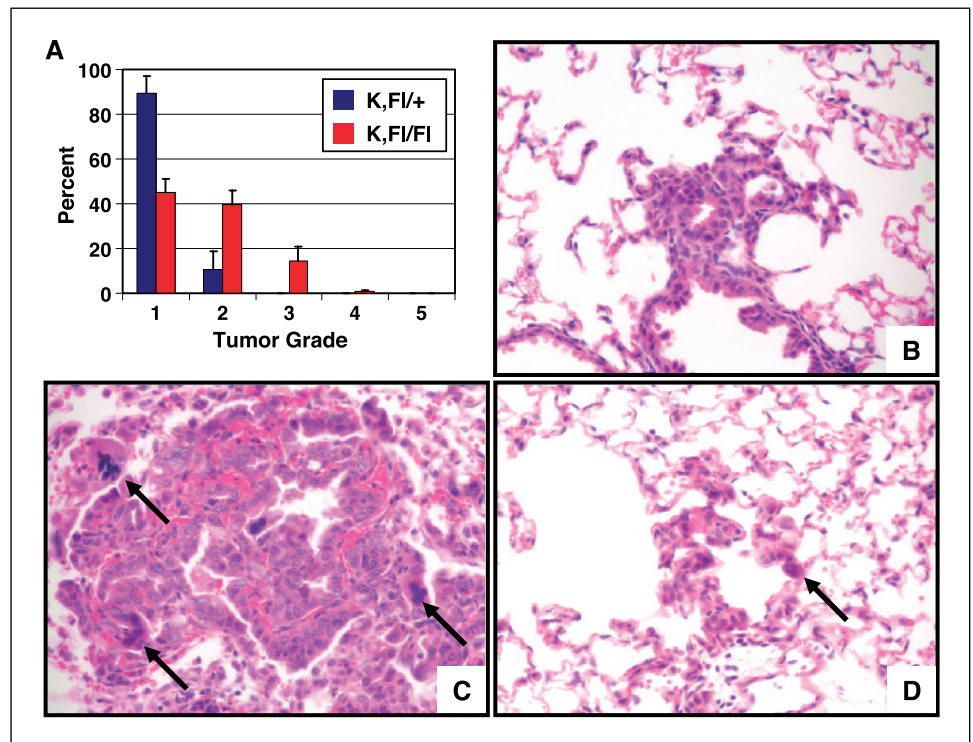 A
100
80
60
40
20
0
Percent
K,Fl/+
K,Fl/Fl
1 2 3 4 5
Tumor Grade
B
C
D